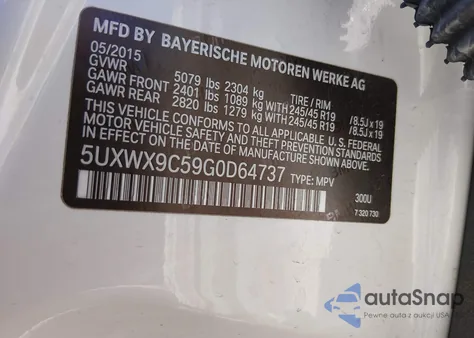 MFD BY BAYERISCHE MOTOREN WERKE AG
05/2015
GVWR 5079 lbs 2304 kg TIRE / RIM
GAWR FRONT 2401 lbs 1089 kg WITH 245/45 R19 /8.5J x 19
GAWR REAR 2820 lbs 1279 kg WITH 245/45 R19 /8.5J x 19
THIS VEHICLE CONFORMS TO ALL APPLICABLE U.S. FEDERAL
MOTOR VEHICLE SAFETY STANDARDS IN
EFFECT ON THE DATE OF MANUFACTURE SHOWN ABOVE.
5UXWX9C59G0D64737 TYPE: MPV 300U
7 320 730
autoSnap
Pewne auta z aukcji USA